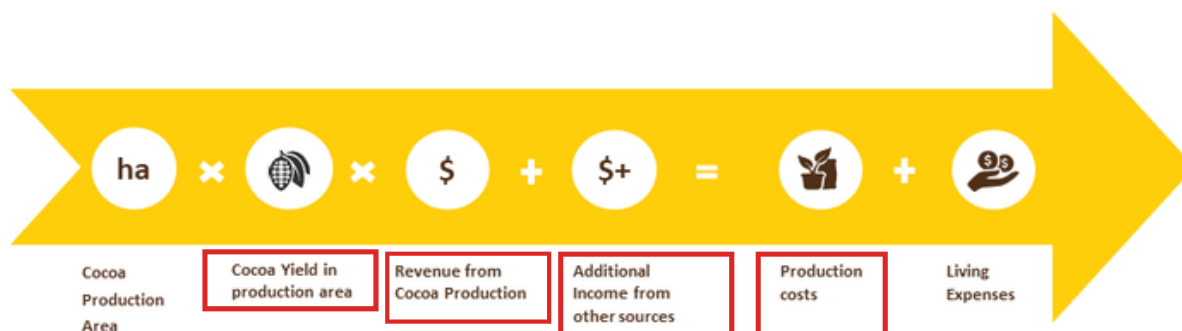 ha × × $ + $+ = +
Cocoa
Production
Area
Cocoa Yield in
production area
Revenue from
Cocoa Production
Additional
Income from
other sources
Production
costs
Living
Expenses